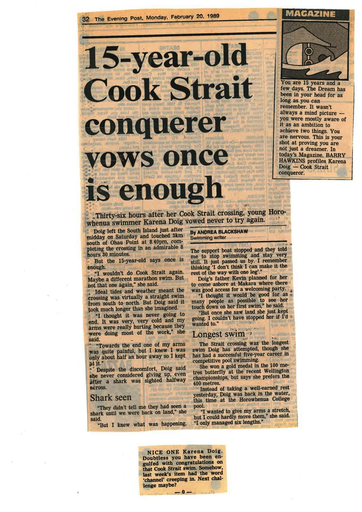 32 The Evening Post, Monday, February 20, 1989
15-year-old
Cook Strait
conquerer
vows once
is enough
Thirty-six hours after her Cook Strait crossing, young Horo-
whenua swimmer Karena Doig vowed never to try again.
Doig left the South Island just after
midday on Saturday and touched 3km
south of Ohau Point at 8.40pm, com-
pleting the crossing in an admirable 8
hours 30 minutes.
But the 15-year-old says once is
enough.
"I wouldn't do Cook Strait again.
Maybe a different marathon swim. But
not that one again," she said.
Ideal tides and weather meant the
crossing was virtually a straight swim
from south to north. But Doig said it
took much longer than she imagined.
"I thought it was never going to
end. It was very, very cold and my
arms were really hurting because they
were doing most of the work," she
said.
"Towards the end one of my arms
was quite painful, but I knew I was
only about half an hour away so I kept
at it."
Despite the discomfort, Doig said
she never considered giving up, even
after a shark was sighted halfway
across.
Shark seen
"They didn't tell me they had seen a
shark until we were back on land," she
said.
"But I knew what was happening.
By ANDREA BLACKSHAW
Swimming writer
The support boat stopped and they told
me to stop swimming and stay very
still. It just passed us by. I remember
thinking 'I don't think I can make it the
rest of the way with one leg'."
Doig's father Kevin planned for her
to come ashore at Makara where there
was good access for a welcoming party.
"I thought it would be good for as
many people as possible to see her
walk down on her first swim," he said.
"But once she saw land she just kept
going. I couldn't have stopped her if I'd
wanted to."
Longest swim
The Strait crossing was the longest
swim Doig has attempted, though she
has had a successful five-year career in
competitive pool swimming.
She won a gold medal in the 100 me-
tres butterfly at the recent Wellington
championships, but says she prefers the
400 metres.
Instead of taking a well-earned rest
yesterday, Doig was back in the water,
this time at the Horowhenua College
pool.
"I wanted to give my arms a stretch,
but I could hardly move them," she said.
"I only managed six lengths."
MAGAZINE
You are 15 years and a
few days. The Dream has
been in your head for as
long as you can
remember. It wasn't
always a mind picture —
you were mostly aware of
it as an ambition to
achieve two things. You
are nervous. This is your
shot at proving you are
not just a dreamer. In
today's Magazine, BARRY
HAWKINS profiles Karena
Doig — Cook Strait
conqueror.
NICE ONE Karena Doig.
Doubtless you have been en-
gulfed with congratulations on
that Cook Strait swim. Somehow,
last week's item had the word
'channel' creeping in. Next chal-
lenge maybe?
— o —